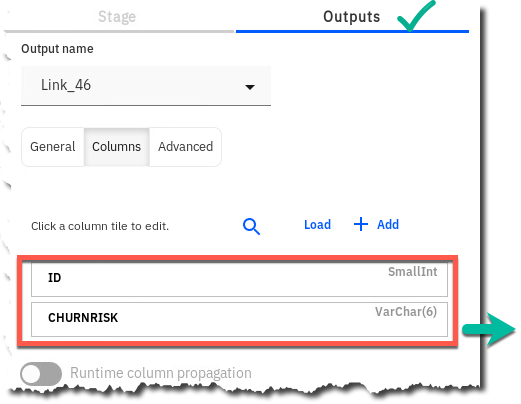 Stage Outputs
Output name
Link_46
General Columns Advanced
Click a column tile to edit. Load + Add
ID SmallInt
CHURNRISK VarChar(6)
Runtime column propagation